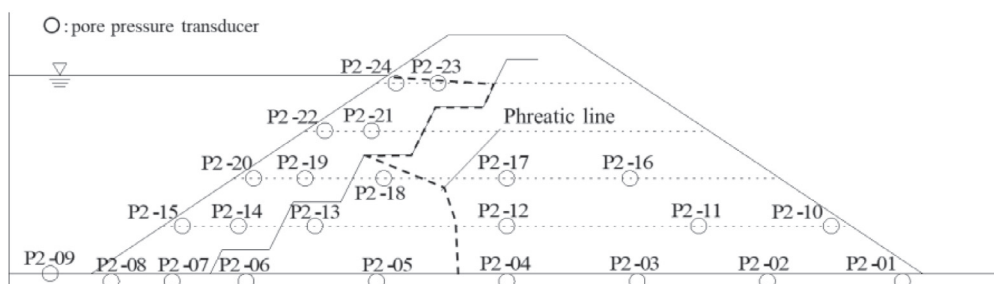 O : pore pressure transducer
P2-24 P2-23
P2-22 P2-21 Phreatic line
P2-20 P2-19 P2-17 P2-16
P2-18
P2-15 P2-14 P2-13 P2-12 P2-11 P2-10
P2-09 P2-08 P2-07 P2-06 P2-05 P2-04 P2-03 P2-02 P2-01